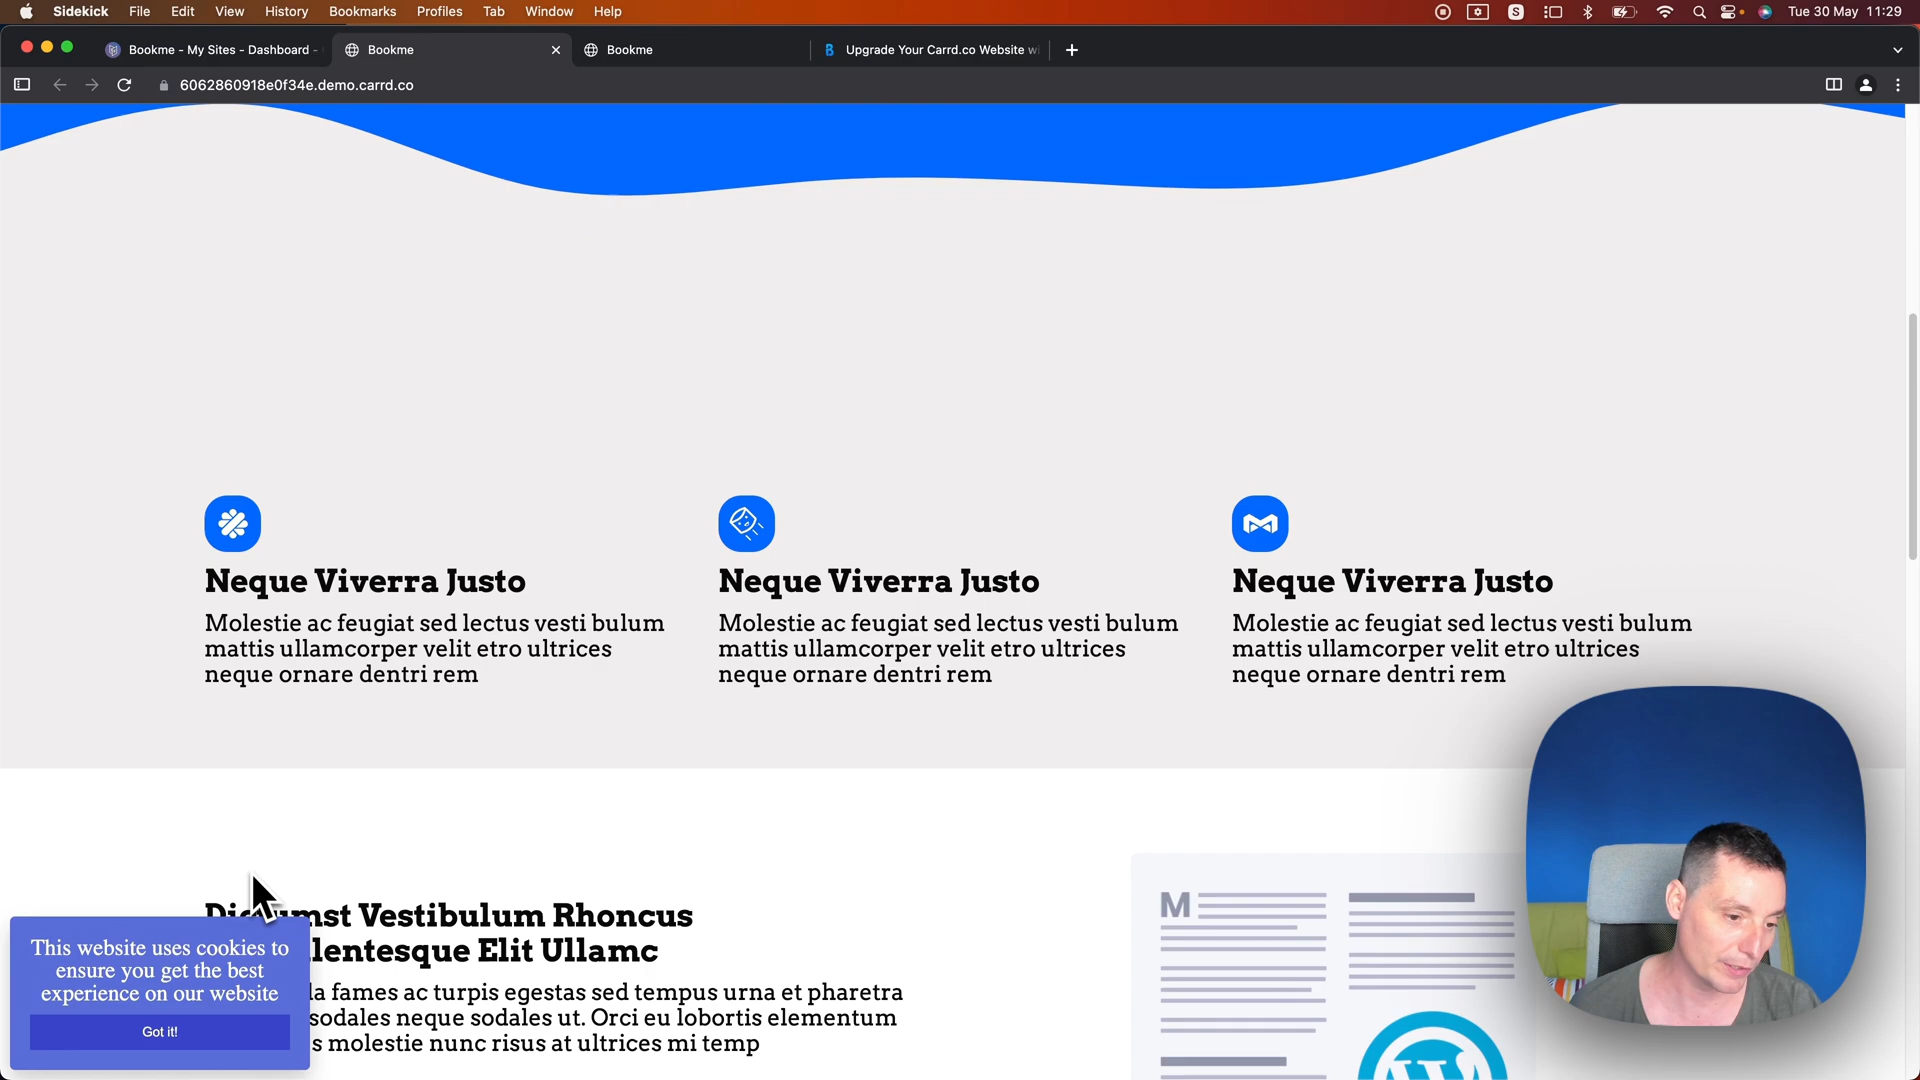 Sidekick File Edit View History Bookmarks Profiles Tab Window Help S Tue 30 May 11:29
Bookme - My Sites - Dashboard - Bookme Bookme B Upgrade Your Carrd.co Website wi
6062860918e0f34e.demo.carrd.co
Neque Viverra Justo
Molestie ac feugiat sed lectus vesti bulum
mattis ullamcorper velit etro ultrices
neque ornare dentri rem
Neque Viverra Justo
Molestie ac feugiat sed lectus vesti bulum
mattis ullamcorper velit etro ultrices
neque ornare dentri rem
Neque Viverra Justo
Molestie ac feugiat sed lectus vesti bulum
mattis ullamcorper velit etro ultrices
neque ornare dentri rem
Vestibulum Rhoncus
Elit Ullamc
fames ac turpis egestas sed tempus urna et pharetra
sodales neque sodales ut. Orci eu lobortis elementum
molestie nunc risus at ultrices mi temp
M
This website uses cookies to
ensure you get the best
experience on our website
Got it!